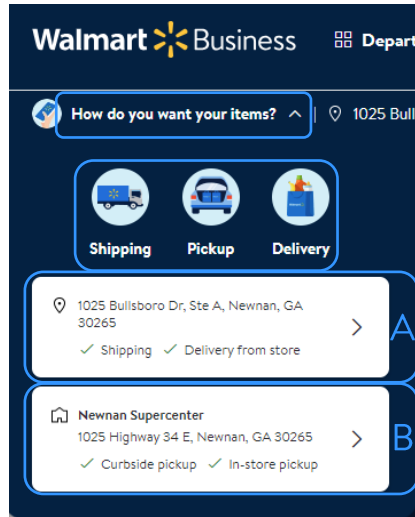 Walmart Business Depart
How do you want your items? 1025 Bull
Shipping Pickup Delivery
1025 Bullsboro Dr, Ste A, Newnan, GA
30265
Shipping Delivery from store
A
Newnan Supercenter
1025 Highway 34 E, Newnan, GA 30265
Curbside pickup In-store pickup
B